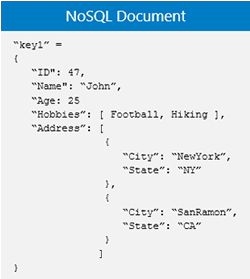 NoSQL Document
“key1” =
{
“ID": 47,
“Name": “John”,
“Age: 25
“Hobbies”: [ Football, Hiking ],
“Address”: [
{
“City”: “NewYork”,
“State”: “NY”
},
{
“City”: “SanRamon”,
“State”: “CA”
}
]
}